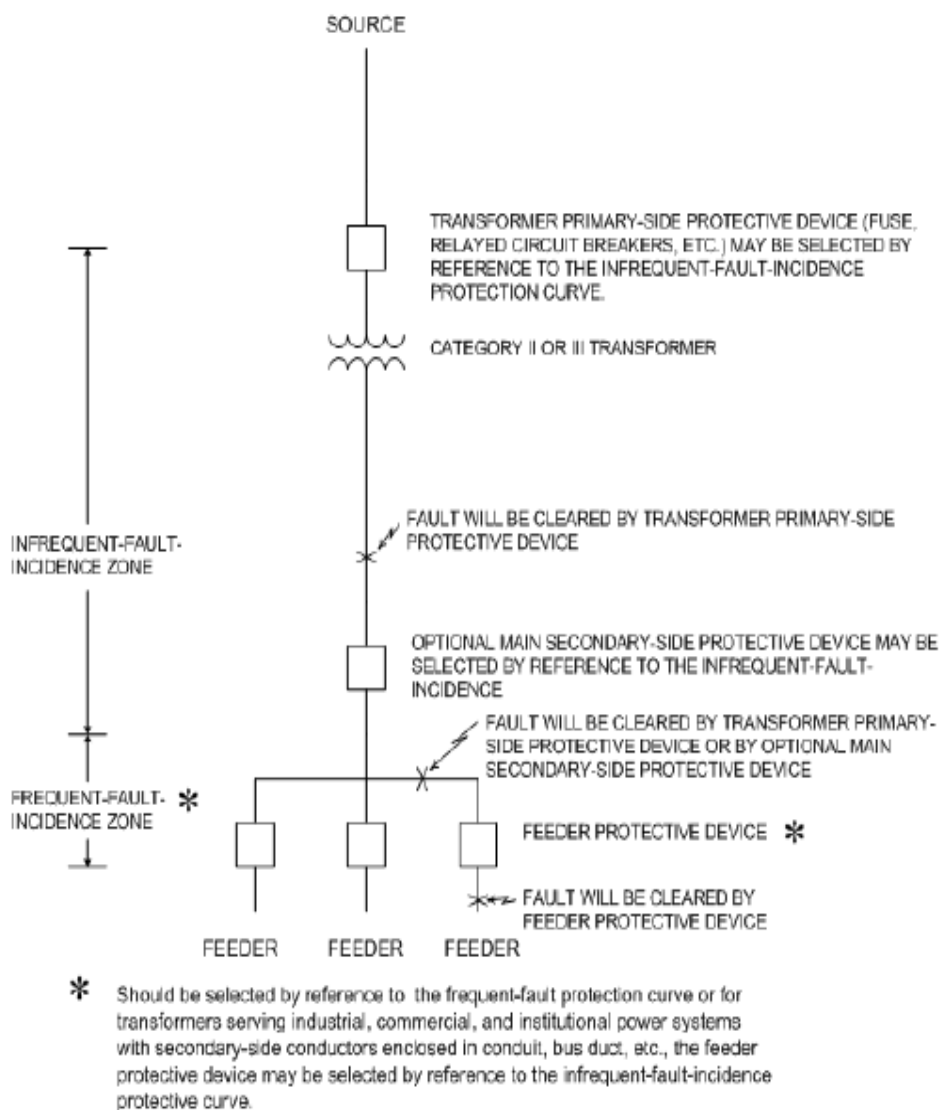 SOURCE
TRANSFORMER PRIMARY-SIDE PROTECTIVE DEVICE (FUSE,
RELAYED CIRCUIT BREAKERS, ETC.) MAY BE SELECTED BY
REFERENCE TO THE INFREQUENT-FAULT-INCIDENCE
PROTECTION CURVE.
CATEGORY II OR III TRANSFORMER
FAULT WILL BE CLEARED BY TRANSFORMER PRIMARY-SIDE
PROTECTIVE DEVICE
INFREQUENT-FAULT-
INCIDENCE ZONE
OPTIONAL MAIN SECONDARY-SIDE PROTECTIVE DEVICE MAY BE
SELECTED BY REFERENCE TO THE INFREQUENT-FAULT-
INCIDENCE
FAULT WILL BE CLEARED BY TRANSFORMER PRIMARY-
SIDE PROTECTIVE DEVICE OR BY OPTIONAL MAIN
SECONDARY-SIDE PROTECTIVE DEVICE
FREQUENT-FAULT- *
INCIDENCE ZONE
FEEDER PROTECTIVE DEVICE *
FAULT WILL BE CLEARED BY
FEEDER PROTECTIVE DEVICE
FEEDER FEEDER FEEDER
* Should be selected by reference to the frequent-fault protection curve or for
transformers serving industrial, commercial, and institutional power systems
with secondary-side conductors enclosed in conduit, bus duct, etc., the feeder
protective device may be selected by reference to the infrequent-fault-incidence
protective curve.